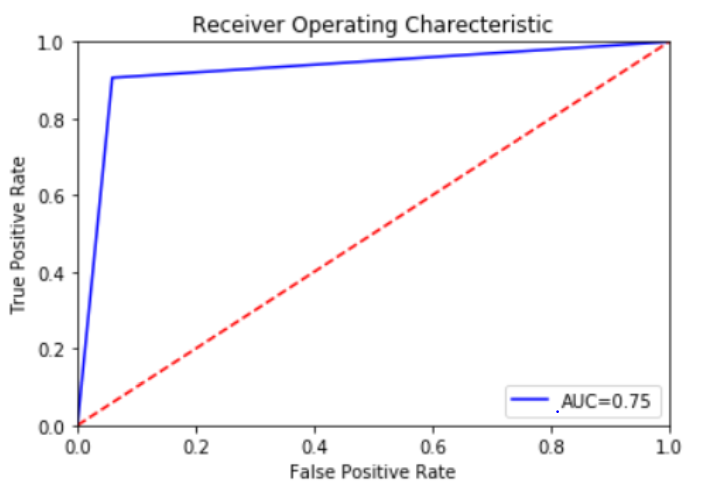 Receiver Operating Charecteristic
1.0
0.8
0.6
0.4
0.2
0.0
True Positive Rate
AUC=0.75
0.0 0.2 0.4 0.6 0.8 1.0
False Positive Rate